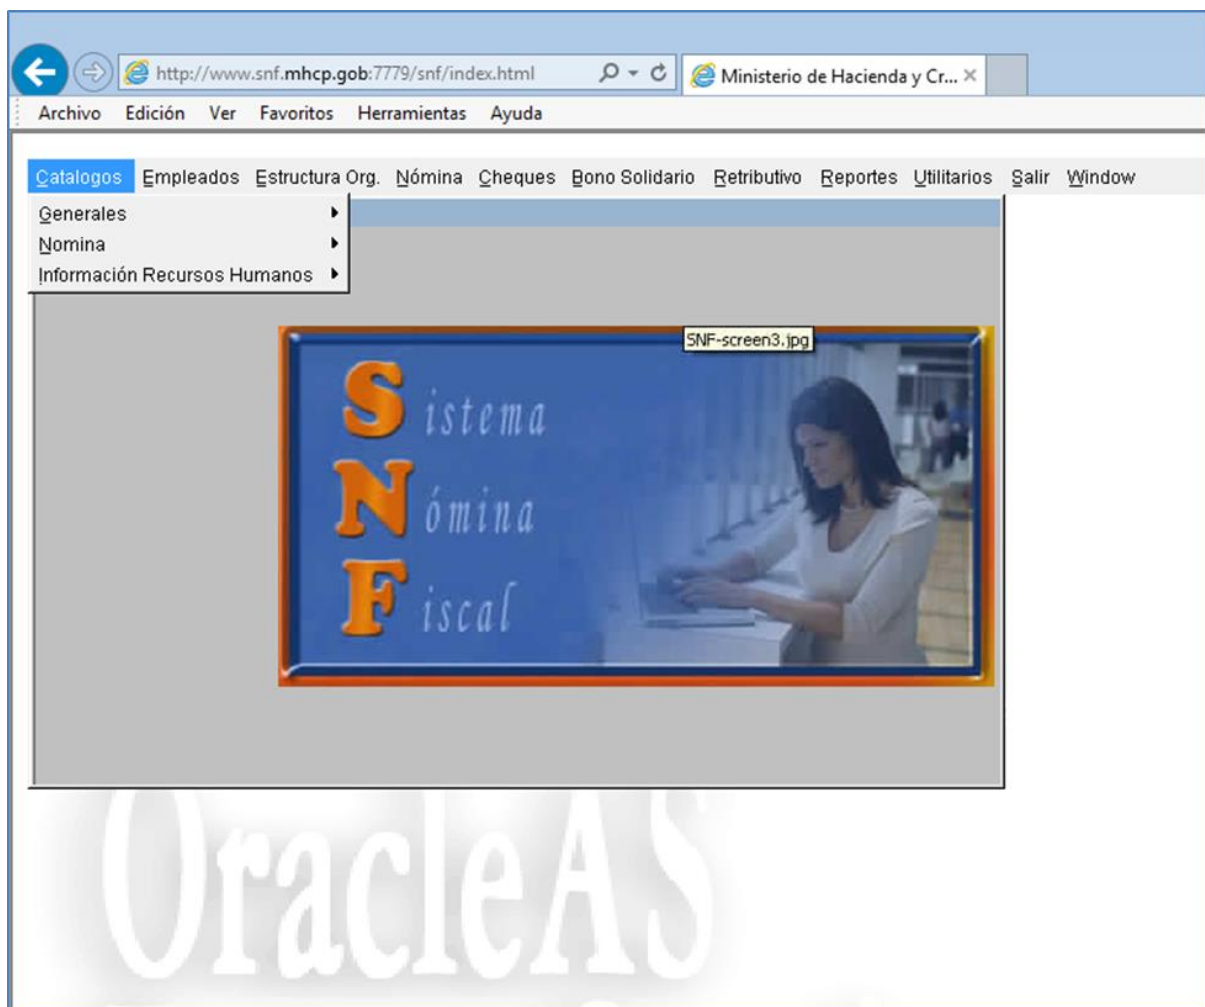 http://www.snf.mhcp.gob:7779/snf/index.html
Ministerio de Hacienda y Cr...
Archivo Edición Ver Favoritos Herramientas Ayuda
Catalogos Empleados Estructura Org. Nómina Cheques Bono Solidario Retributivo Reportes Utilitarios Salir Window
Generales
Nomina
Información Recursos Humanos
SNF-screen3.jpg
Sistema
Nómina
Fiscal
OracleAS